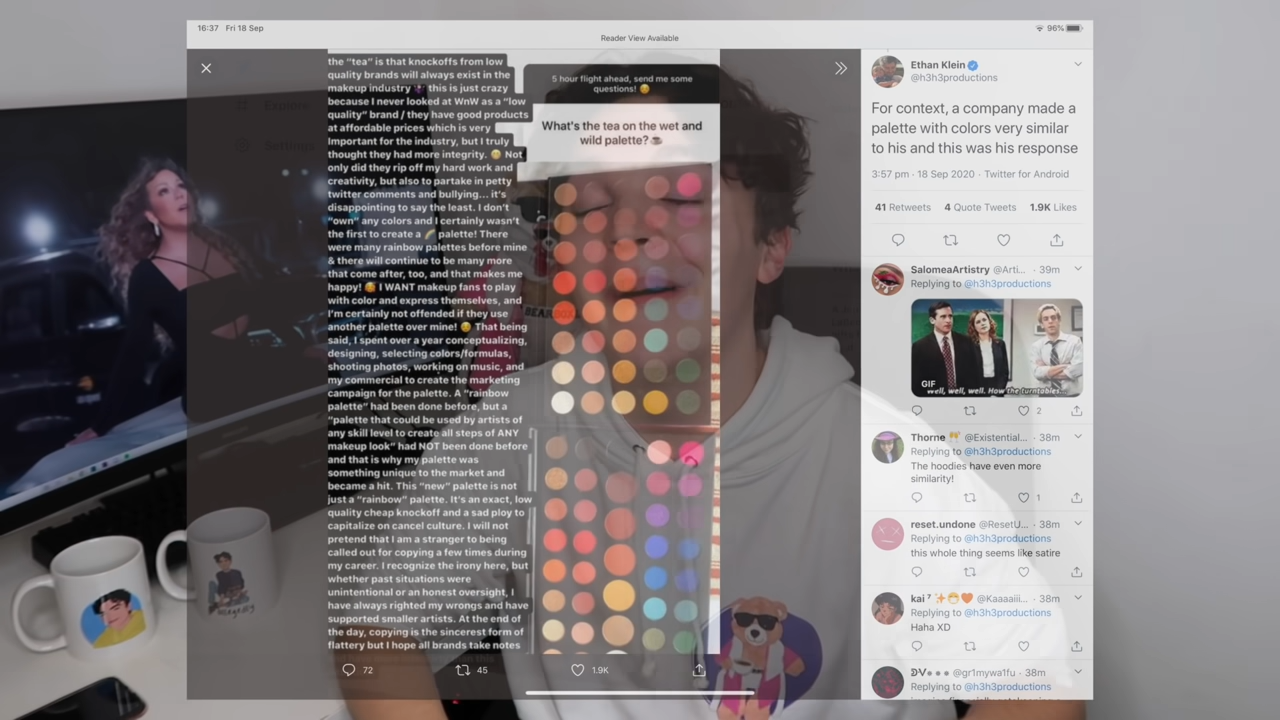 16:37 Fri 18 Sep
96%
Reader View Available
the “tea” is that knockoffs from low
quality brands will always exist in the
makeup industry this is just crazy
because I never looked at WnW as a “low
quality” brand / they have good products
at affordable prices which is very
Important for the industry, but I truly
thought they had more integrity. 😅 Not
only did they rip off my hard work and
creativity, but also to partake in petty
twitter comments and bullying... it's
disappointing to say the least. I don't
“own” any colors and I certainly wasn't
the first to create a 🌈 palette! There
were many rainbow palettes before mine
& there will continue to be many more
that come after, too, and that makes me
happy! 🥰 I WANT makeup fans to play
with color and express themselves, and
I'm certainly not offended if they use
another palette over mine! ☺️ That being
said, I spent over a year conceptualizing,
designing, selecting colors/formulas,
shooting photos, working on music, and
my commercial to create the marketing
campaign for the palette. A “rainbow
palette” had been done before, but a
“palette that could be used by artists of
any skill level to create all steps of ANY
makeup look” had NOT been done before
and that is why my palette was
something unique to the market and
became a hit. This “new” palette is not
just a “rainbow” palette. It's an exact, low
quality cheap knockoff and a sad ploy to
capitalize on cancel culture. I will not
pretend that I am a stranger to being
called out for copying a few times during
my career. I recognize the irony here, but
whether past situations were
unintentional or an honest oversight, I
have always righted my wrongs and have
supported smaller artists. At the end of
the day, copying is the sincerest form of
flattery but I hope all brands take notes
5 hour flight ahead, send me some
questions! ☺️
What's the tea on the wet and
wild palette?☕
72
45
1.9K
Ethan Klein
@h3h3productions
For context, a company made a
palette with colors very similar
to his and this was his response
3:57 pm · 18 Sep 2020 · Twitter for Android
41 Retweets 4 Quote Tweets 1.9K Likes
SalomeaArtistry @Arti... · 39m
Replying to @h3h3productions
GIF
well, well, well. How the turntables...
2
Thorne @Existential... · 38m
Replying to @h3h3productions
The hoodies have even more
similarity!
1
reset.undone @ResetU... · 38m
Replying to @h3h3productions
this whole thing seems like satire
kai ? ✨🧡 @Kaaaaiii... · 38m
Replying to @h3h3productions
Haha XD
@gr1mywa1fu · 38m
Replying to @h3h3productions
Explore
Settings